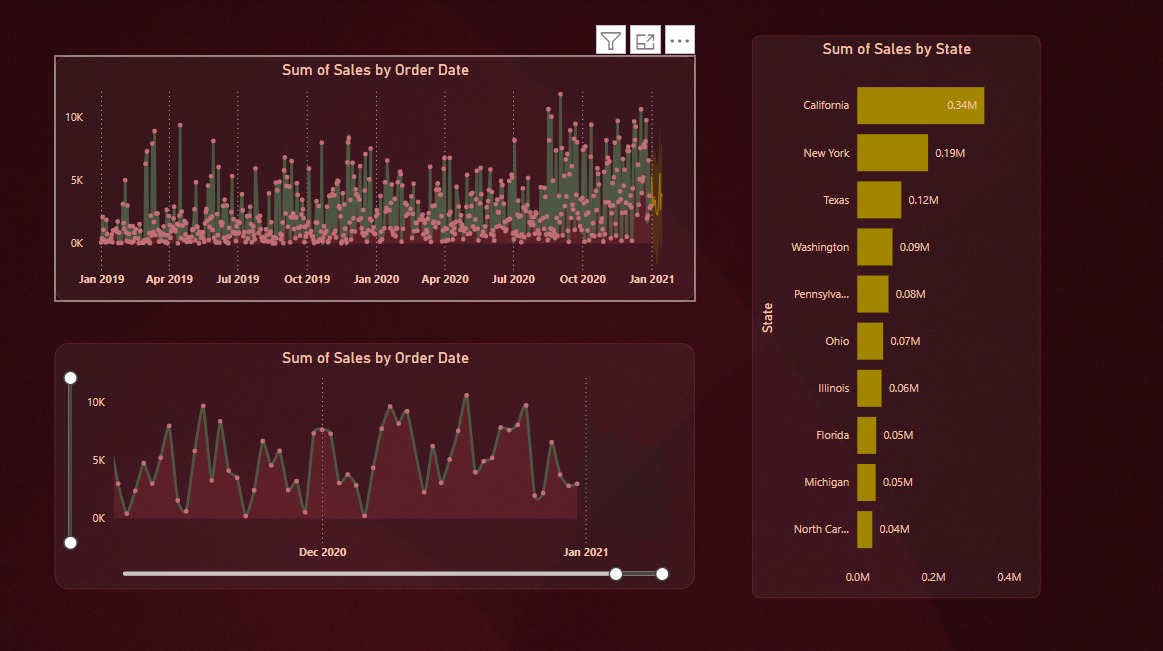 Sum of Sales by Order Date
10K
5K
0K
Jan 2019 Apr 2019 Jul 2019 Oct 2019 Jan 2020 Apr 2020 Jul 2020 Oct 2020 Jan 2021
Sum of Sales by Order Date
10K
5K
0K
Dec 2020 Jan 2021
Sum of Sales by State
State
California 0.34M
New York 0.19M
Texas 0.12M
Washington 0.09M
Pennsylva... 0.08M
Ohio 0.07M
Illinois 0.06M
Florida 0.05M
Michigan 0.05M
North Car... 0.04M
0.0M 0.2M 0.4M